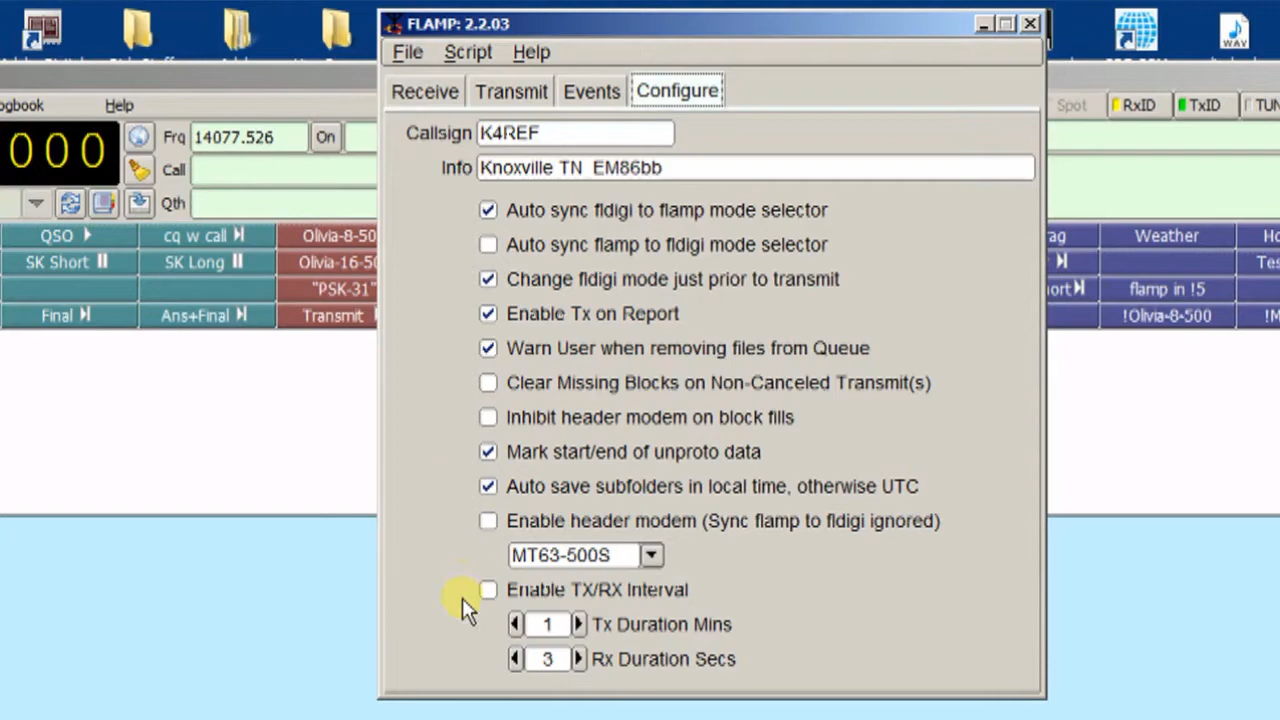 FLAMP: 2.2.03
File Script Help
Receive Transmit Events Configure
Callsign K4REF
Info Knoxville TN EM86bb
Auto sync fldigi to flamp mode selector
Auto sync flamp to fldigi mode selector
Change fldigi mode just prior to transmit
Enable Tx on Report
Warn User when removing files from Queue
Clear Missing Blocks on Non-Canceled Transmit(s)
Inhibit header modem on block fills
Mark start/end of unproto data
Auto save subfolders in local time, otherwise UTC
Enable header modem (Sync flamp to fldigi ignored)
MT63-500S
Enable TX/RX Interval
1 Tx Duration Mins
3 Rx Duration Secs
WAV
ogbook Help
Spot RxID TxID TUN
000 Frq 14077.526 On
Call
Qth
QSO cq w call Olivia-8-50
SK Short SK Long Olivia-16-50
"PSK-31"
Final Ans+Final Transmit
ag Weather Ho
Tes
ort flamp in !5
!Olivia-8-500 !M